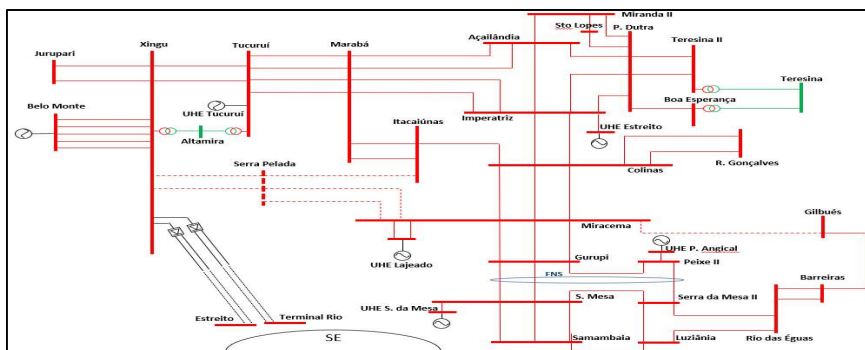 Miranda II
Sto Lopes
P. Dutra
Xingu
Tucuruí
Marabá
Açailândia
Teresina II
Jurupari
Teresina
Belo Monte
UHE Tucuruí
Boa Esperança
Imperatriz
Altamira
Itacaiúnas
UHE Estreito
Serra Pelada
Colinas
R. Gonçalves
Miracema
Gilbués
UHE P. Angical
UHE Lajeado
Gurupi
Peixe II
FNS
Barreiras
S. Mesa
Serra da Mesa II
UHE S. da Mesa
Estreito
Terminal Rio
SE
Samambaia
Luziânia
Rio das Éguas